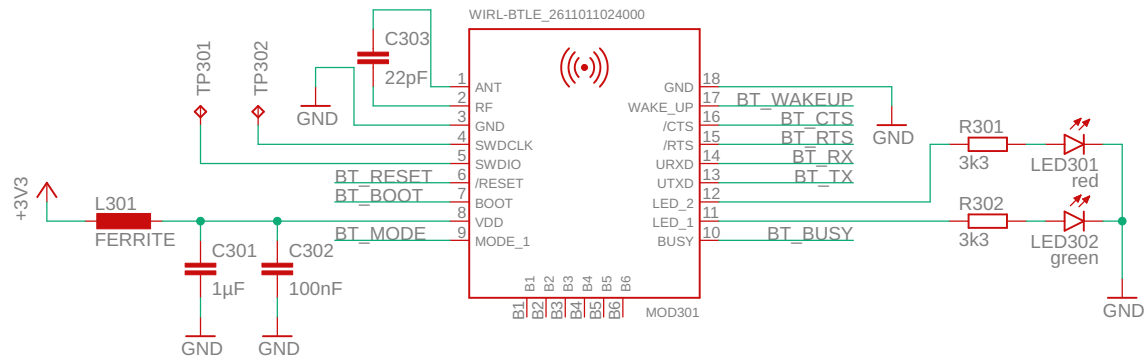 WIRL-BTLE_2611011024000
C303
22pF
TP301
TP302
GND
1 ANT
2 RF
3 GND
4 SWDCLK
5 SWDIO
BT_RESET 6 /RESET
BT_BOOT 7 BOOT
8 VDD
BT_MODE 9 MODE_1
GND 18
WAKE_UP 17 BT_WAKEUP
/CTS 16 BT_CTS
/RTS 15 BT_RTS
URXD 14 BT_RX
UTXD 13 BT_TX
LED_2 12
LED_1 11
BUSY 10 BT_BUSY
GND
R301
3k3
LED301
red
R302
3k3
LED302
green
GND
+3V3
L301
FERRITE
C301
1µF
C302
100nF
GND
GND
B1 B2 B3 B4 B5 B6
B1 B2 B3 B4 B5 B6
MOD301